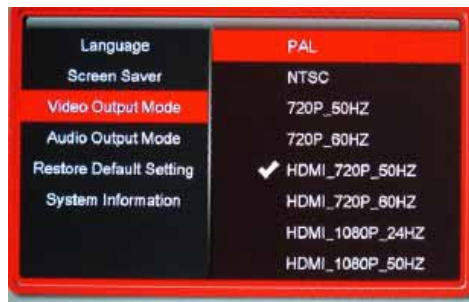 Language
Screen Saver
Video Output Mode
Audio Output Mode
Restore Default Setting
System Information
PAL
NTSC
720P_50HZ
720P_60HZ
HDMI_720P_50HZ
HDMI_720P_60HZ
HDMI_1080P_24HZ
HDMI_1080P_50HZ